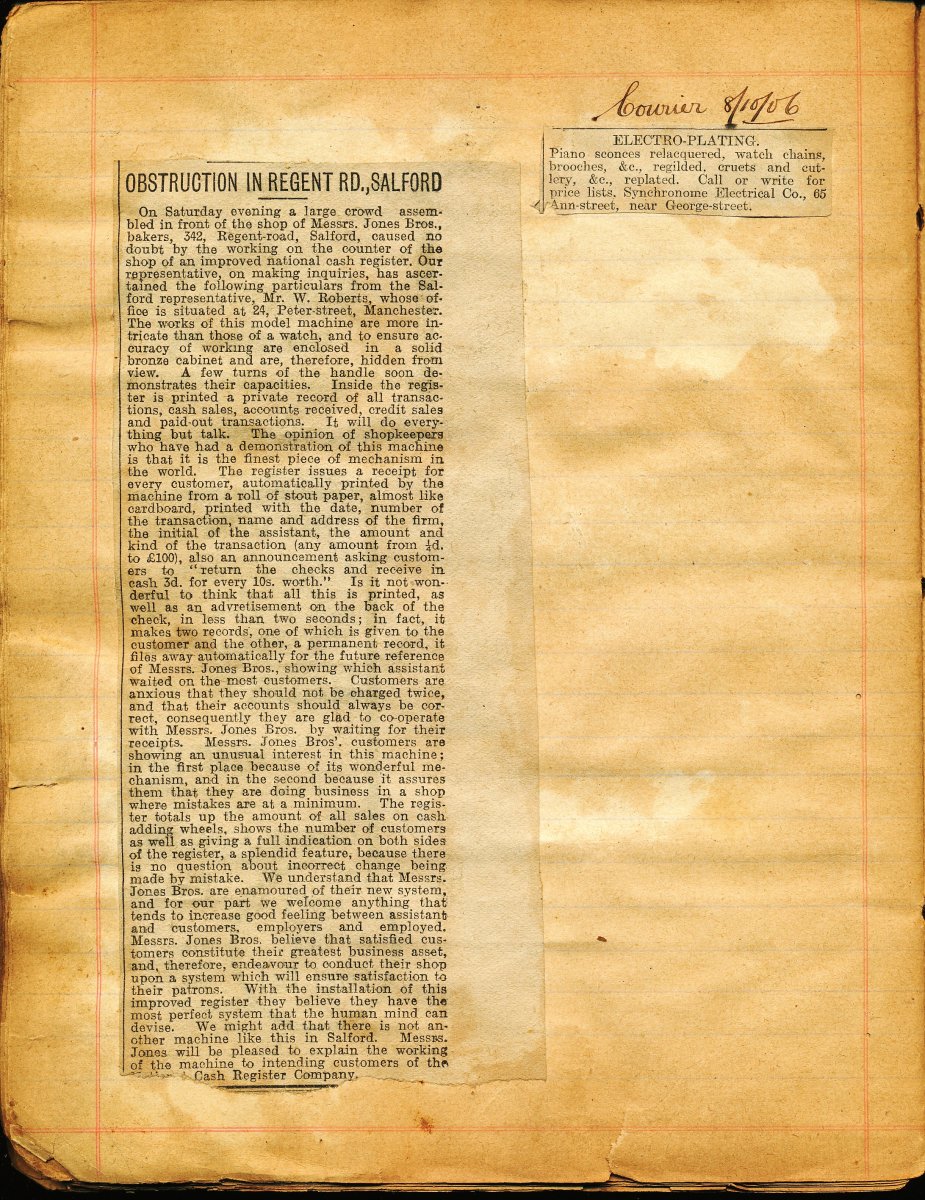 Courier 8/10/06
ELECTRO-PLATING.
Piano sconces relacquered, watch chains,
brooches, &c., regilded, cruets and cut-
lery, &c., replated. Call or write for
price lists. Synchronome Electrical Co., 65
Ann-street, near George-street.
OBSTRUCTION IN REGENT RD., SALFORD
On Saturday evening a large crowd assem-
bled in front of the shop of Messrs. Jones Bros.,
bakers, 342, Regent-road, Salford, caused no
doubt by the working on the counter of the
shop of an improved national cash register. Our
representative, on making inquiries, has ascer-
tained the following particulars from the Sal-
ford representative, Mr. W. Roberts, whose of-
fice is situated at 24, Peter-street, Manchester.
The works of this model machine are more in-
tricate than those of a watch, and to ensure ac-
curacy of working are enclosed in a solid
bronze cabinet and are, therefore, hidden from
view. A few turns of the handle soon de-
monstrates their capacities. Inside the regis-
ter is printed a private record of all transac-
tions, cash sales, accounts received, credit sales
and paid-out transactions. It will do every-
thing but talk. The opinion of shopkeepers
who have had a demonstration of this machine
is that it is the finest piece of mechanism in
the world. The register issues a receipt for
every customer, automatically printed by the
machine from a roll of stout paper, almost like
cardboard, printed with the date, number of
the transaction, name and address of the firm,
the initial of the assistant, the amount and
kind of the transaction (any amount from ¼d.
to £100), also an announcement asking custom-
ers to "return the checks and receive in
cash 3d. for every 10s. worth." Is it not won-
derful to think that all this is printed, as
well as an advretisement on the back of the
check, in less than two seconds; in fact, it
makes two records, one of which is given to the
customer and the other, a permanent record, it
files away automatically for the future reference
of Messrs. Jones Bros., showing which assistant
waited on the most customers. Customers are
anxious that they should not be charged twice,
and that their accounts should always be cor-
rect, consequently they are glad to co-operate
with Messrs. Jones Bros. by waiting for their
receipts. Messrs. Jones Bros'. customers are
showing an unusual interest in this machine;
in the first place because of its wonderful me-
chanism, and in the second because it assures
them that they are doing business in a shop
where mistakes are at a minimum. The regis-
ter totals up the amount of all sales on cash
adding wheels, shows the number of customers
as well as giving a full indication on both sides
of the register, a splendid feature, because there
is no question about incorrect change being
made by mistake. We understand that Messrs.
Jones Bros. are enamoured of their new system,
and for our part we welcome anything that
tends to increase good feeling between assistant
and customers, employers and employed.
Messrs. Jones Bros. believe that satisfied cus-
tomers constitute their greatest business asset,
and, therefore, endeavour to conduct their shop
upon a system which will ensure satisfaction to
their patrons. With the installation of this
improved register they believe they have the
most perfect system that the human mind can
devise. We might add that there is not an-
other machine like this in Salford. Messrs.
Jones will be pleased to explain the working
of the machine to intending customers of the
Cash Register Company.